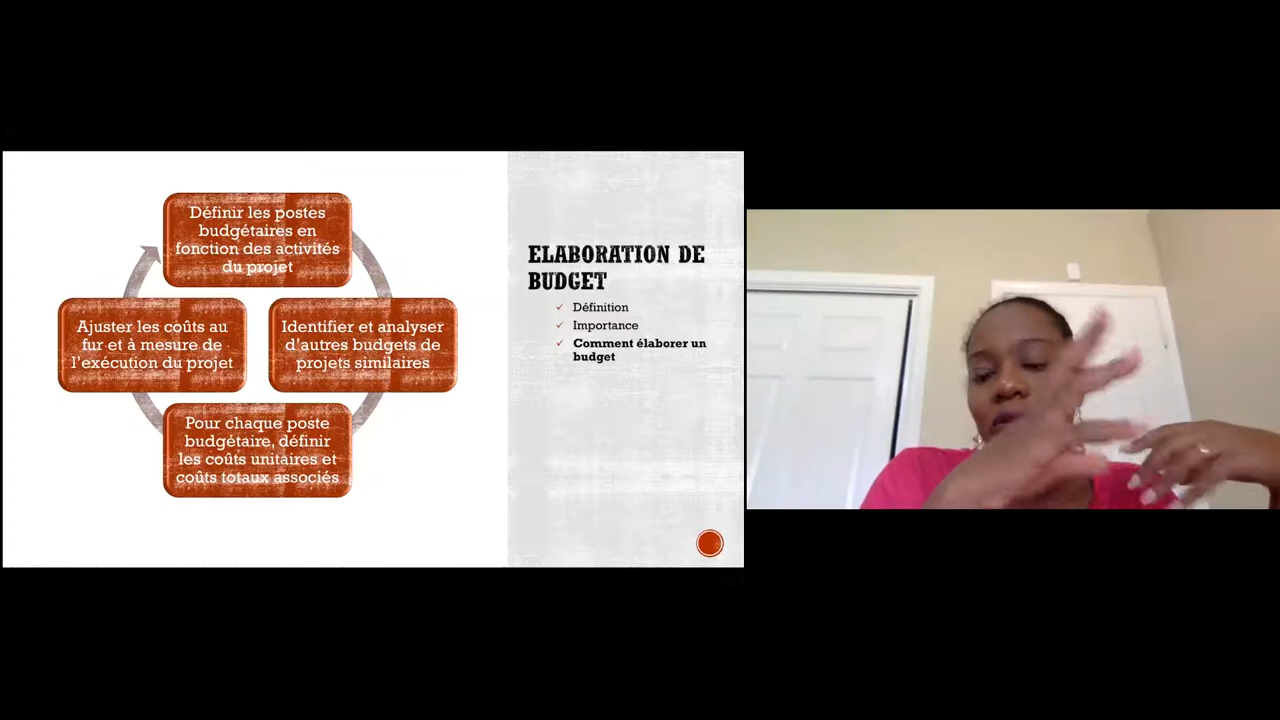 Définir les postes
budgétaires en
fonction des activités
du projet
Ajuster les coûts au
fur et à mesure de
l'exécution du projet
Identifier et analyser
d'autres budgets de
projets similaires
Pour chaque poste
budgétaire, définir
les coûts unitaires et
coûts totaux associés
ELABORATION DE
BUDGET
✓ Définition
✓ Importance
✓ Comment élaborer un
budget